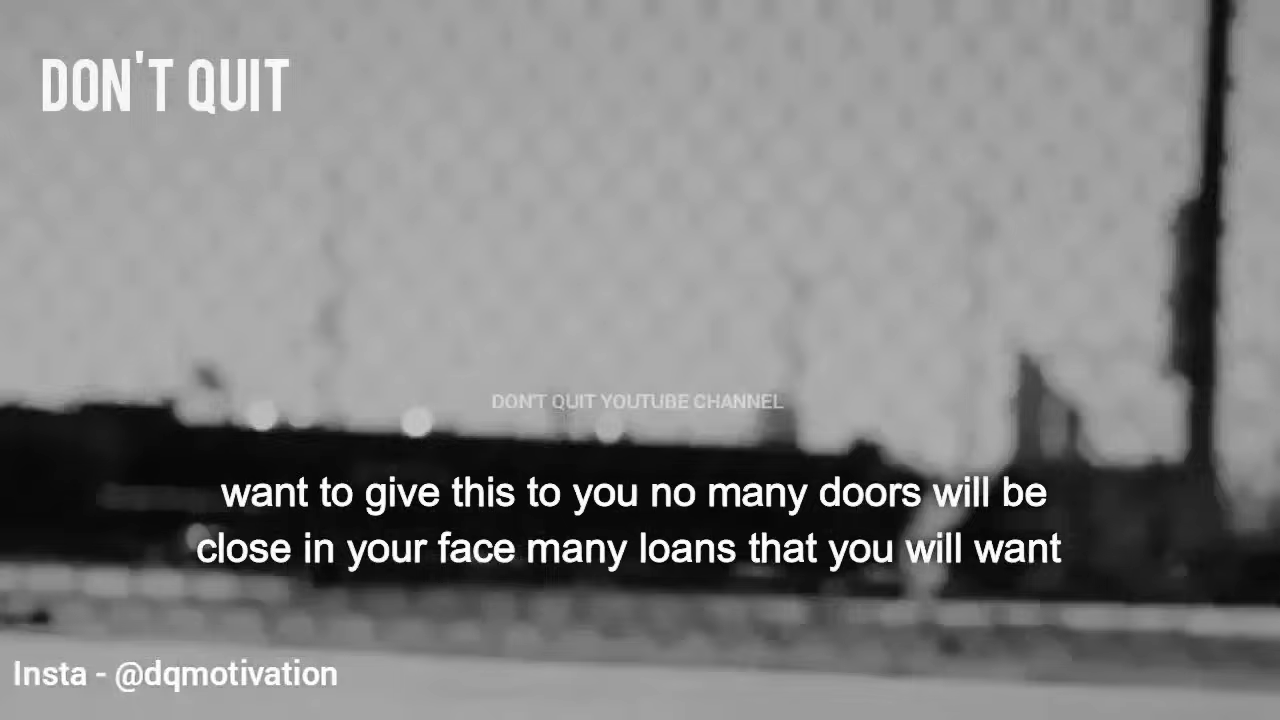 DON'T QUIT
DON'T QUIT YOUTUBE CHANNEL
want to give this to you no many doors will be
close in your face many loans that you will want
Insta - @dqmotivation